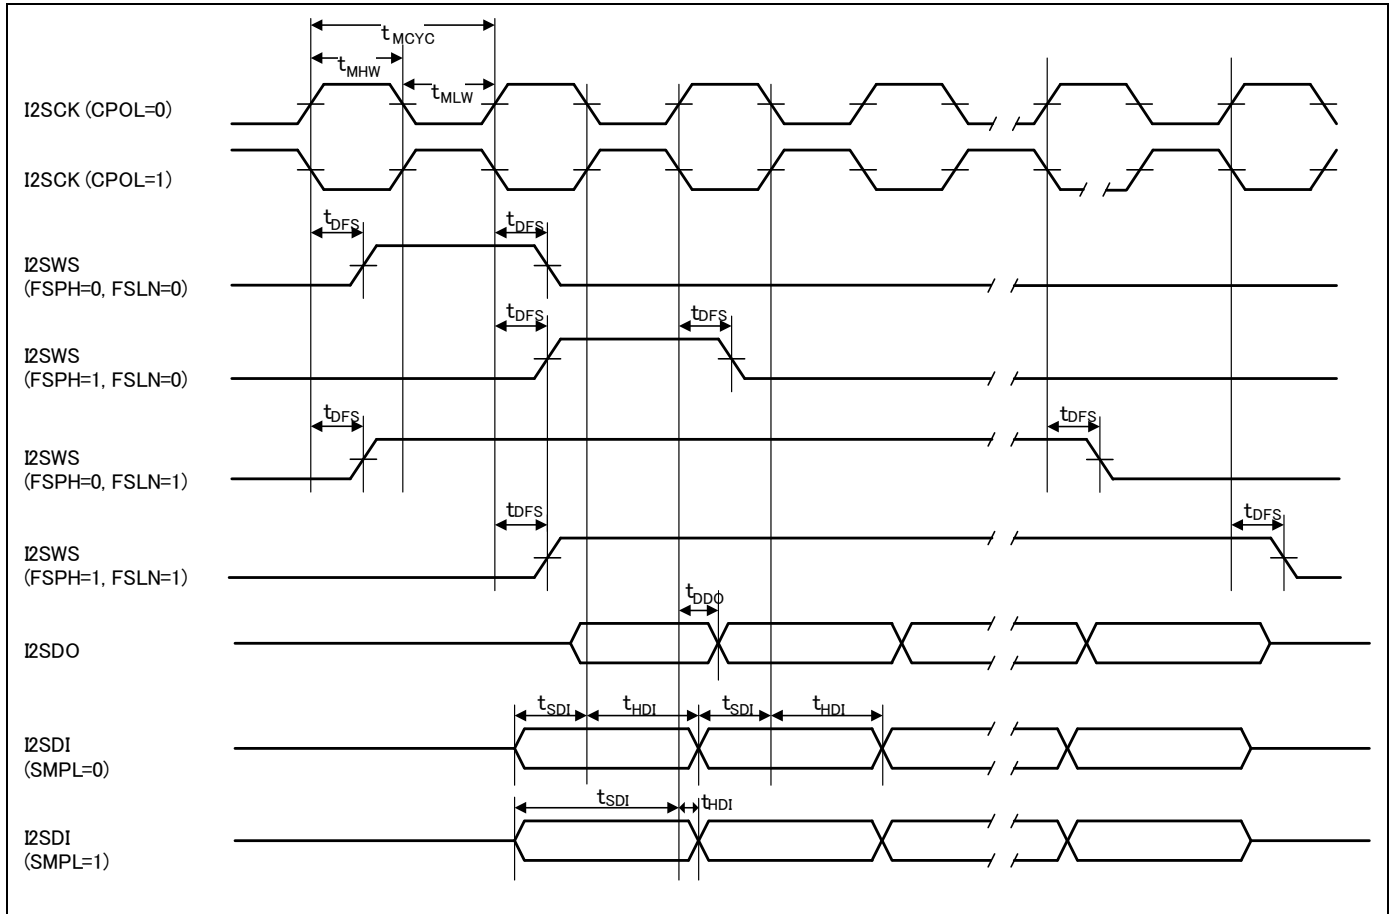 tMCYC
tMHW
tMLW
I2SCK (CPOL=0)
I2SCK (CPOL=1)
tDFS
tDFS
I2SWS
(FSPH=0, FSLN=0)
tDFS
tDFS
I2SWS
(FSPH=1, FSLN=0)
tDFS
tDFS
I2SWS
(FSPH=0, FSLN=1)
tDFS
tDFS
I2SWS
(FSPH=1, FSLN=1)
tDDO
I2SDO
tSDI
tHDI
tSDI
tHDI
I2SDI
(SMPL=0)
tSDI
tHDI
I2SDI
(SMPL=1)